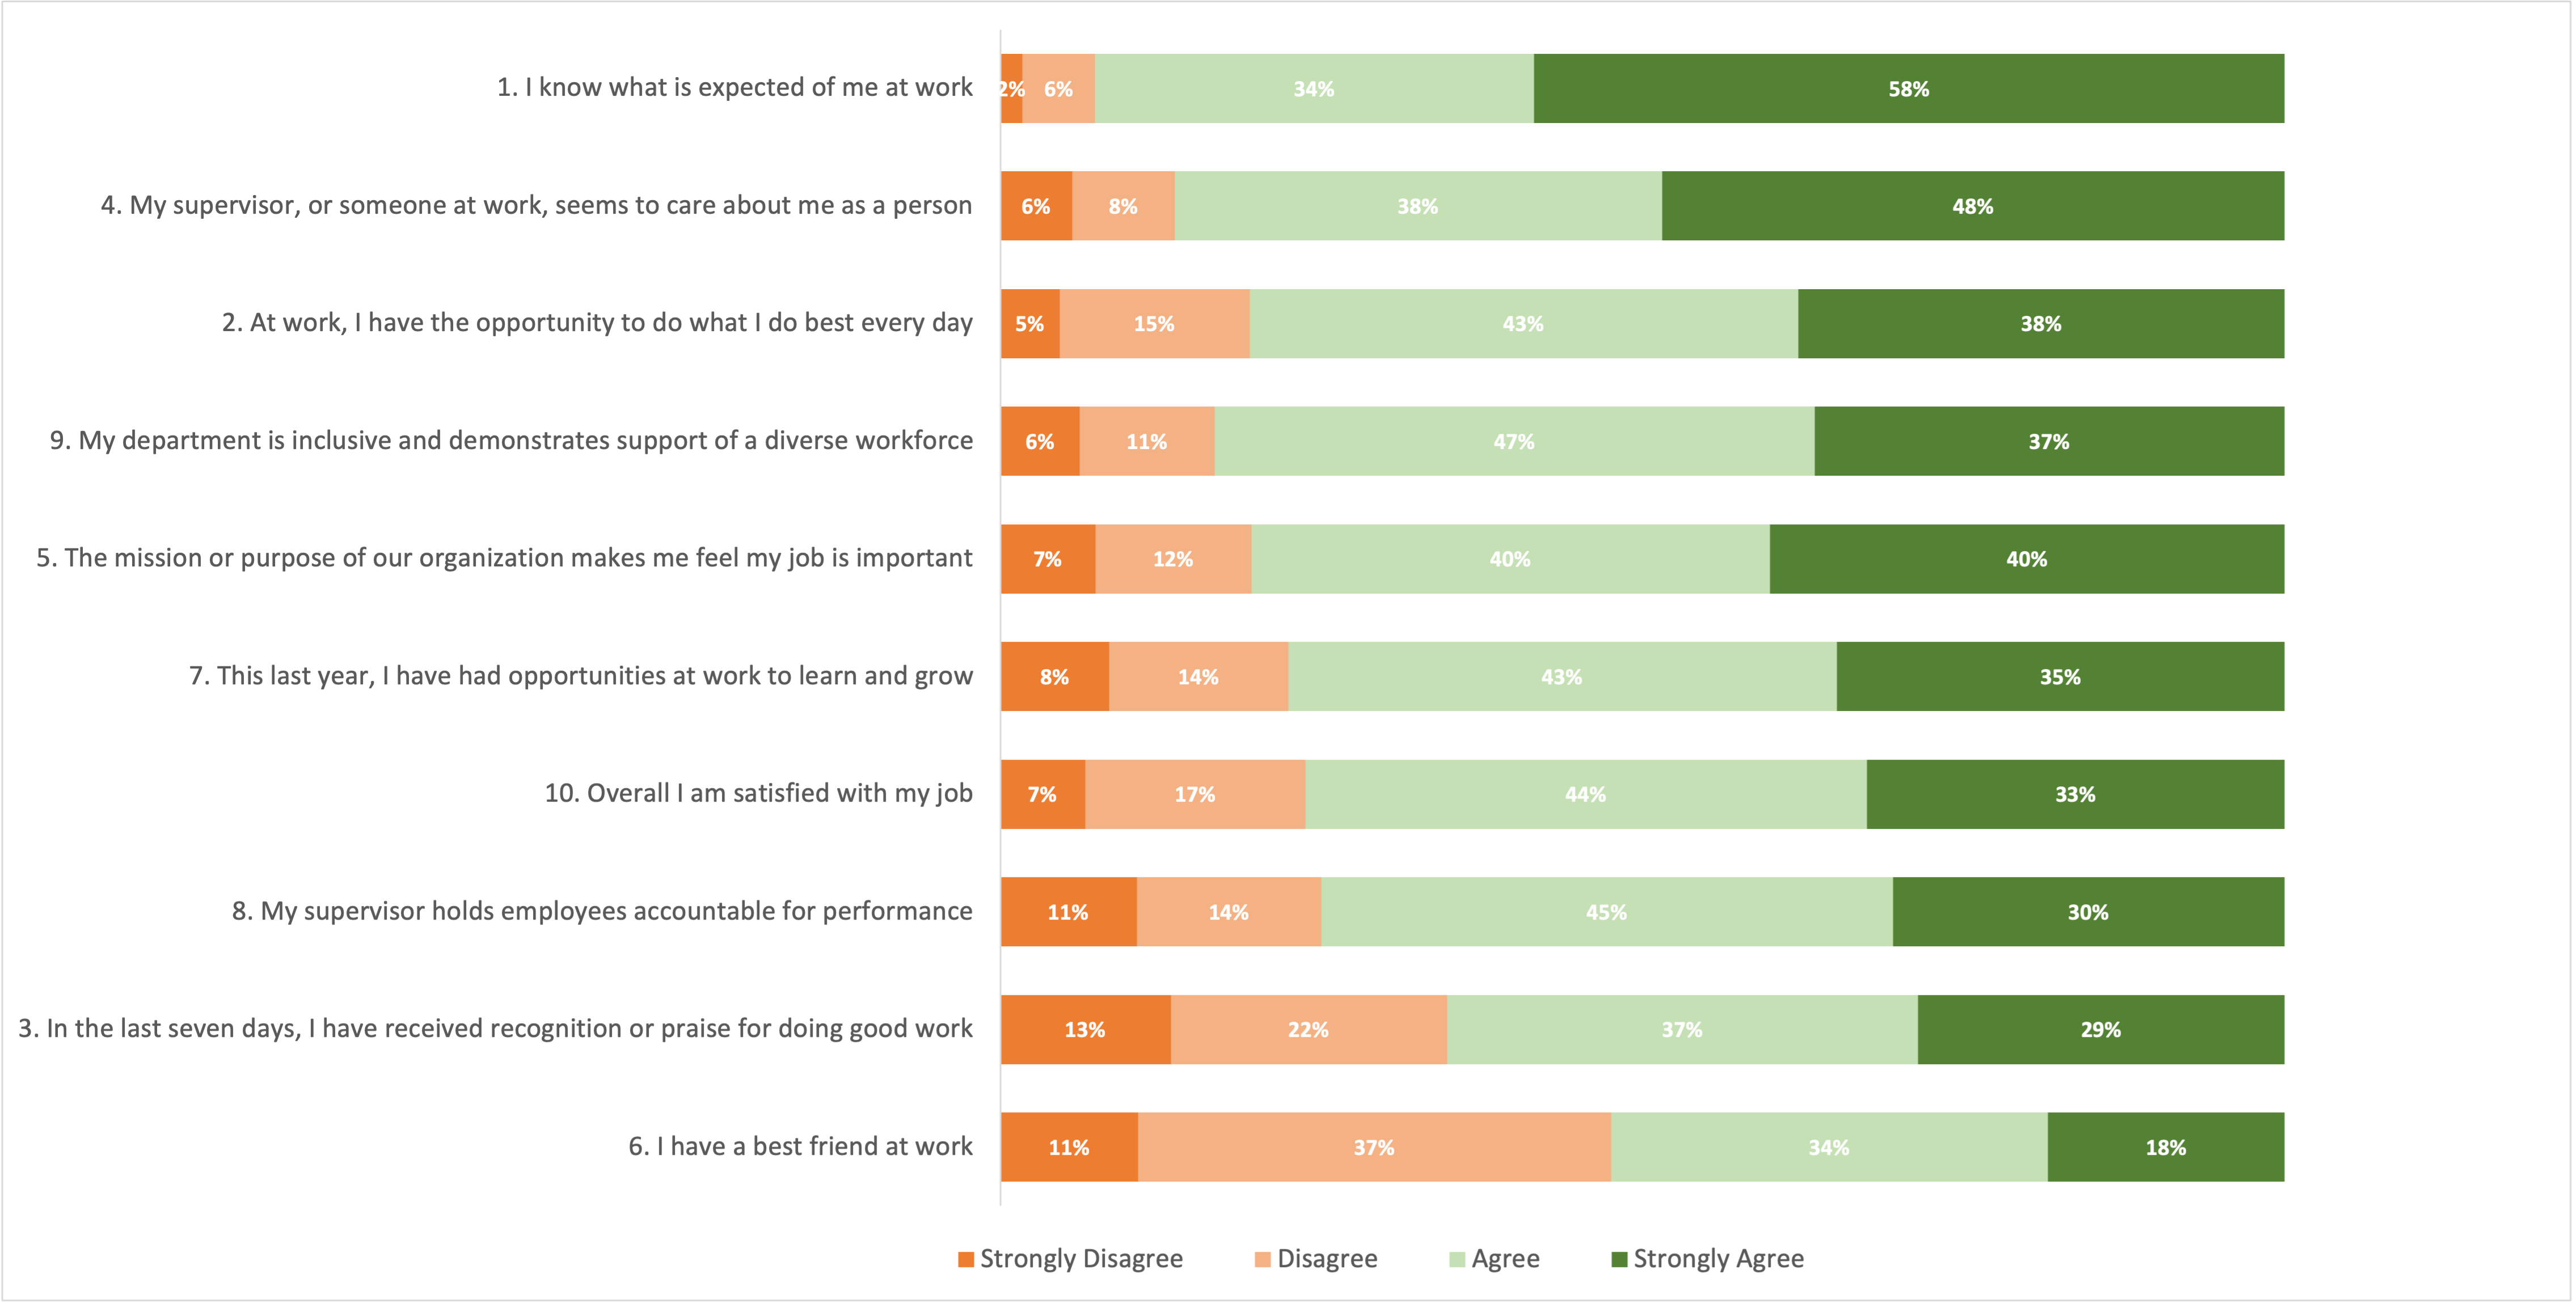 1. I know what is expected of me at work 2% 6% 34% 58%
4. My supervisor, or someone at work, seems to care about me as a person 6% 8% 38% 48%
2. At work, I have the opportunity to do what I do best every day 5% 15% 43% 38%
9. My department is inclusive and demonstrates support of a diverse workforce 6% 11% 47% 37%
5. The mission or purpose of our organization makes me feel my job is important 7% 12% 40% 40%
7. This last year, I have had opportunities at work to learn and grow 8% 14% 43% 35%
10. Overall I am satisfied with my job 7% 17% 44% 33%
8. My supervisor holds employees accountable for performance 11% 14% 45% 30%
3. In the last seven days, I have received recognition or praise for doing good work 13% 22% 37% 29%
6. I have a best friend at work 11% 37% 34% 18%
Strongly Disagree Disagree Agree Strongly Agree